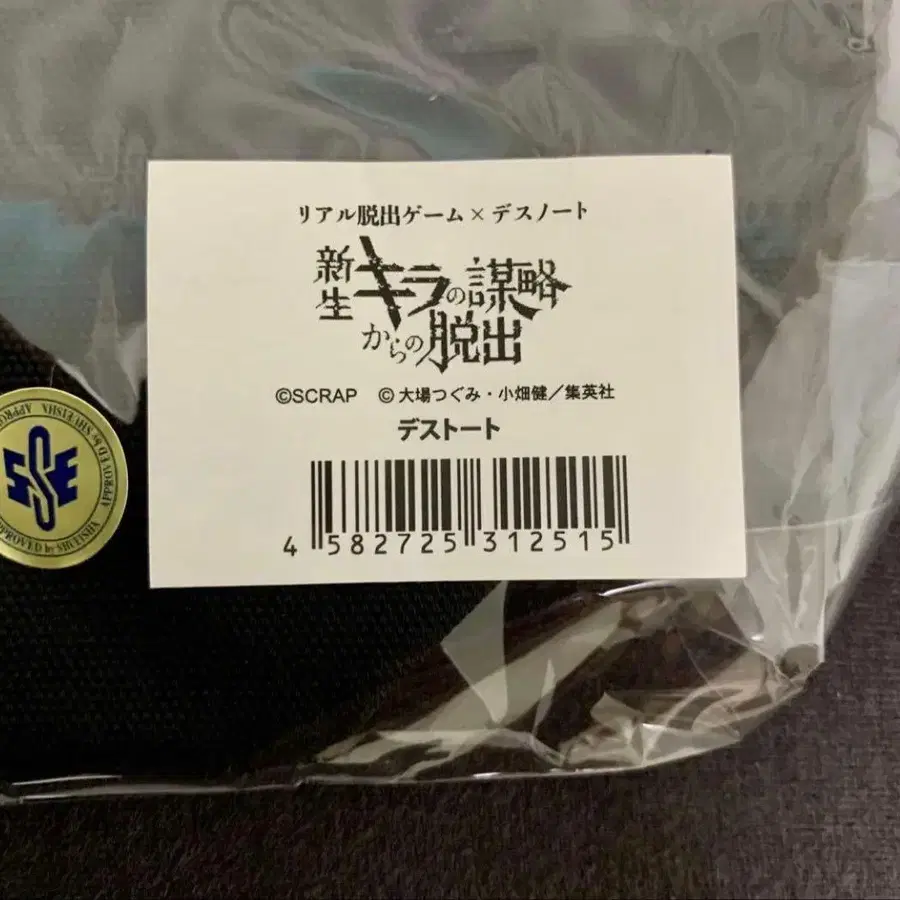 リアル脱出ゲーム×デスノート
新生キラの謀略
からの脱出
©SCRAP ©大場つぐみ・小畑健／集英社
デストート
4 582725 312515
SSE
APPROVED by SHUEISHA